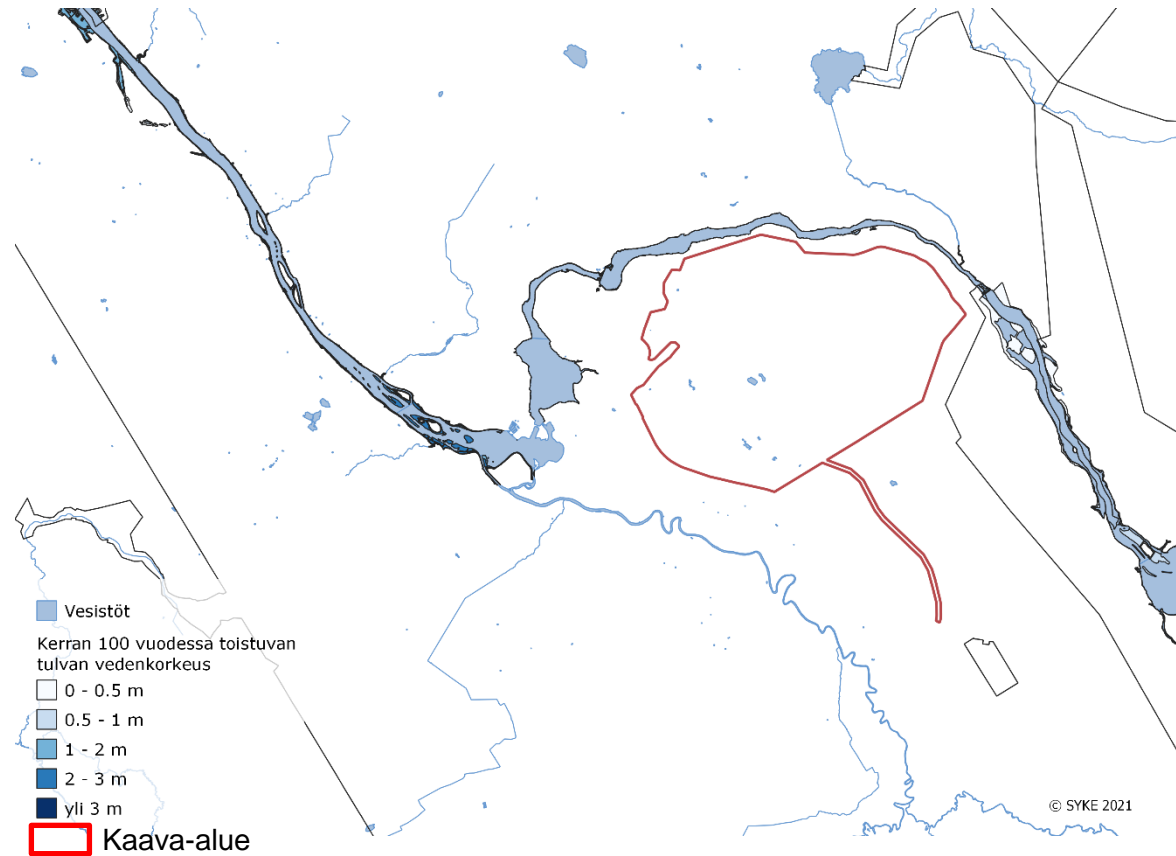 Vesistöt
Kerran 100 vuodessa toistuvan
tulvan vedenkorkeus
0 - 0.5 m
0.5 - 1 m
1 - 2 m
2 - 3 m
yli 3 m
Kaava-alue
© SYKE 2021